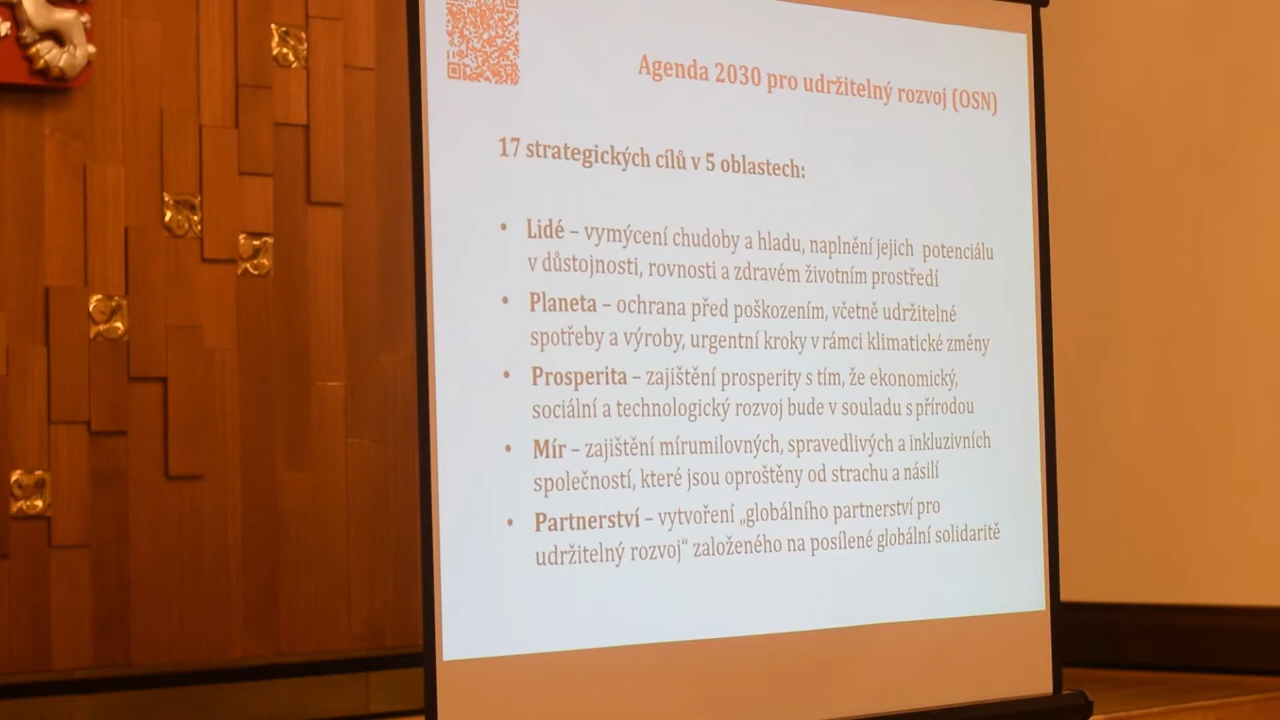 Agenda 2030 pro udržitelný rozvoj (OSN)
17 strategických cílů v 5 oblastech:
• Lidé – vymýcení chudoby a hladu, naplnění jejich potenciálu
v důstojnosti, rovnosti a zdravém životním prostředí
• Planeta – ochrana před poškozením, včetně udržitelné
spotřeby a výroby, urgentní kroky v rámci klimatické změny
• Prosperita – zajištění prosperity s tím, že ekonomický,
sociální a technologický rozvoj bude v souladu s přírodou
• Mír – zajištění mírumilovných, spravedlivých a inkluzivních
společností, které jsou oproštěny od strachu a násilí
• Partnerství – vytvoření „globálního partnerství pro
udržitelný rozvoj“ založeného na posílené globální solidaritě